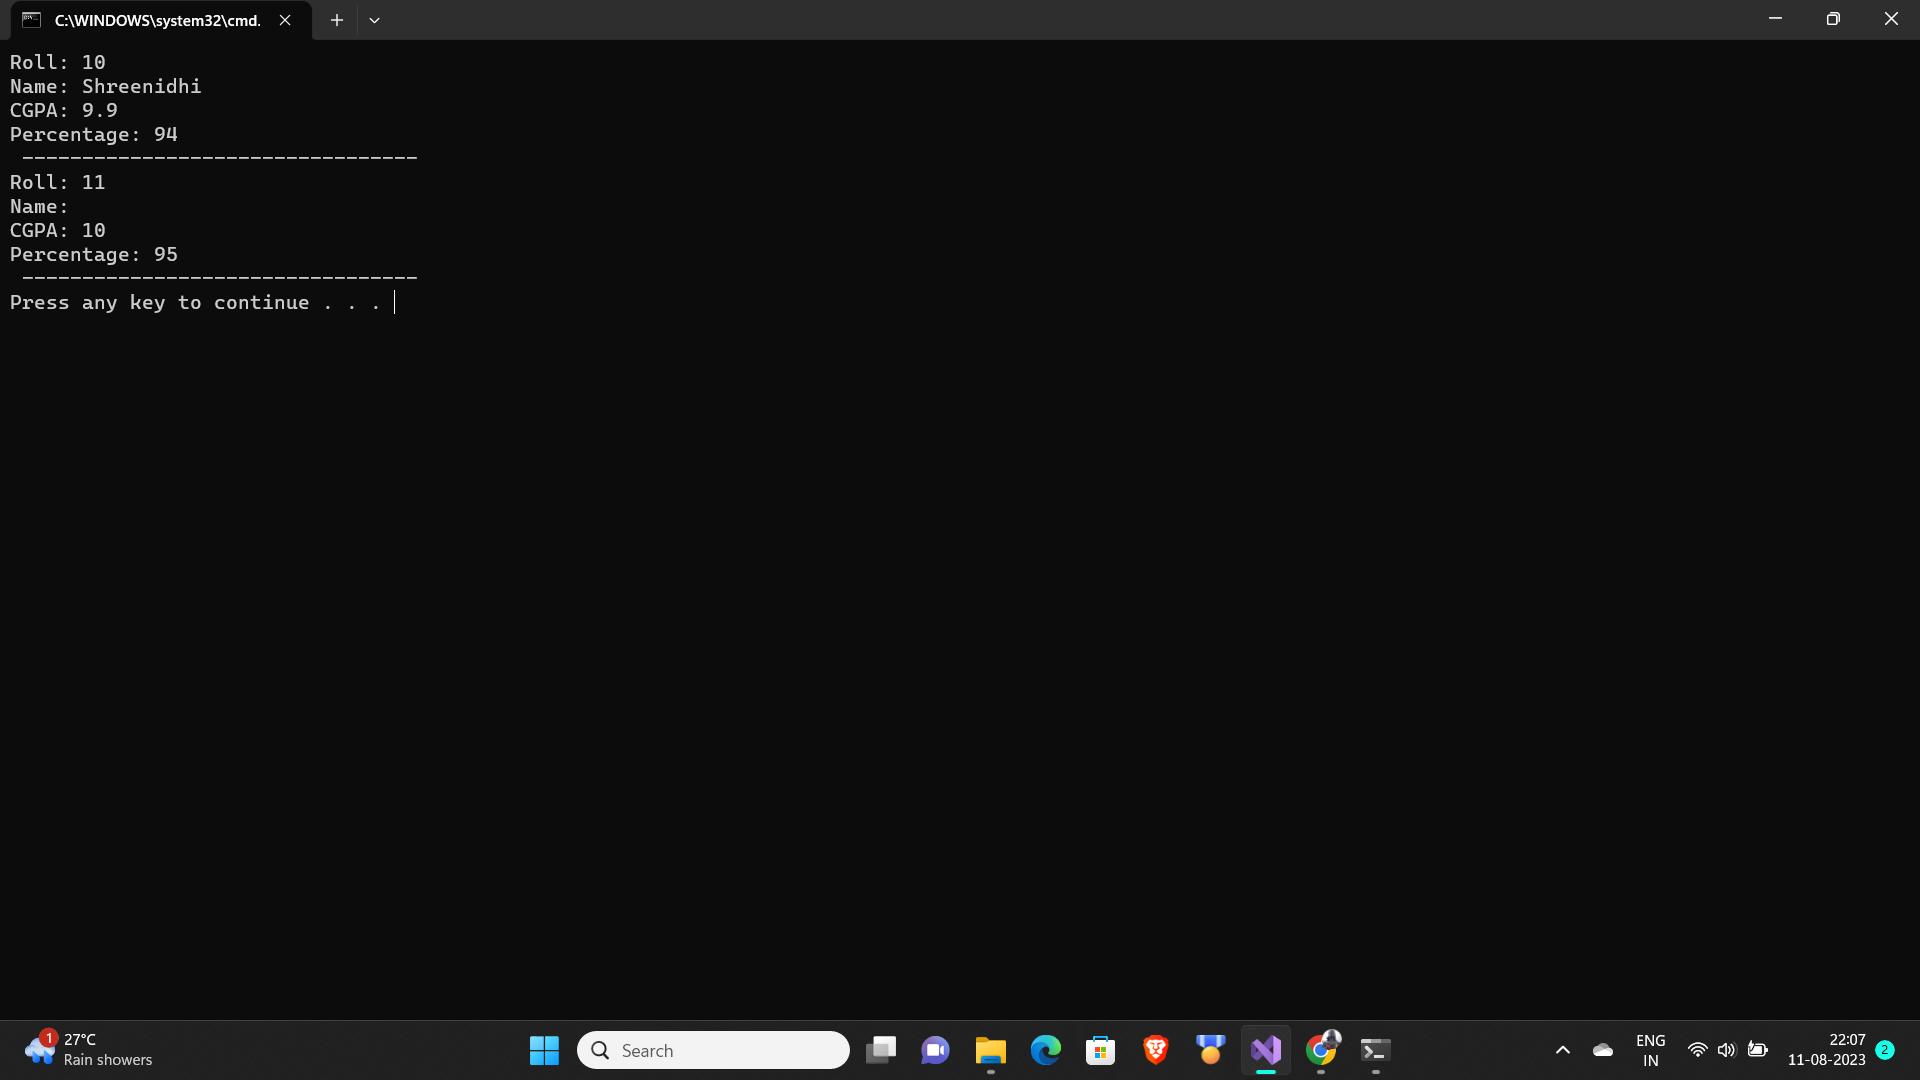 C:\WINDOWS\system32\cmd.
Roll: 10
Name: Shreenidhi
CGPA: 9.9
Percentage: 94
---------------------------------
Roll: 11
Name:
CGPA: 10
Percentage: 95
---------------------------------
Press any key to continue . . .
1
27°C
Rain showers
Search
ENG
IN
22:07
11-08-2023
2